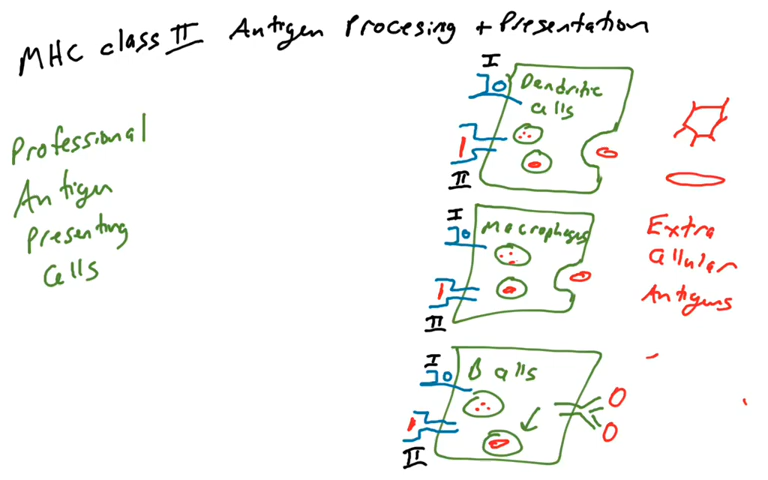 MHC class II Antigen Procesing + Presentation
Professional
Antigen
Presenting
Cells
I
Dendritic
Cells
II
I
Macrophages
II
I
B Cells
II
Extra
Cellular
Antigens